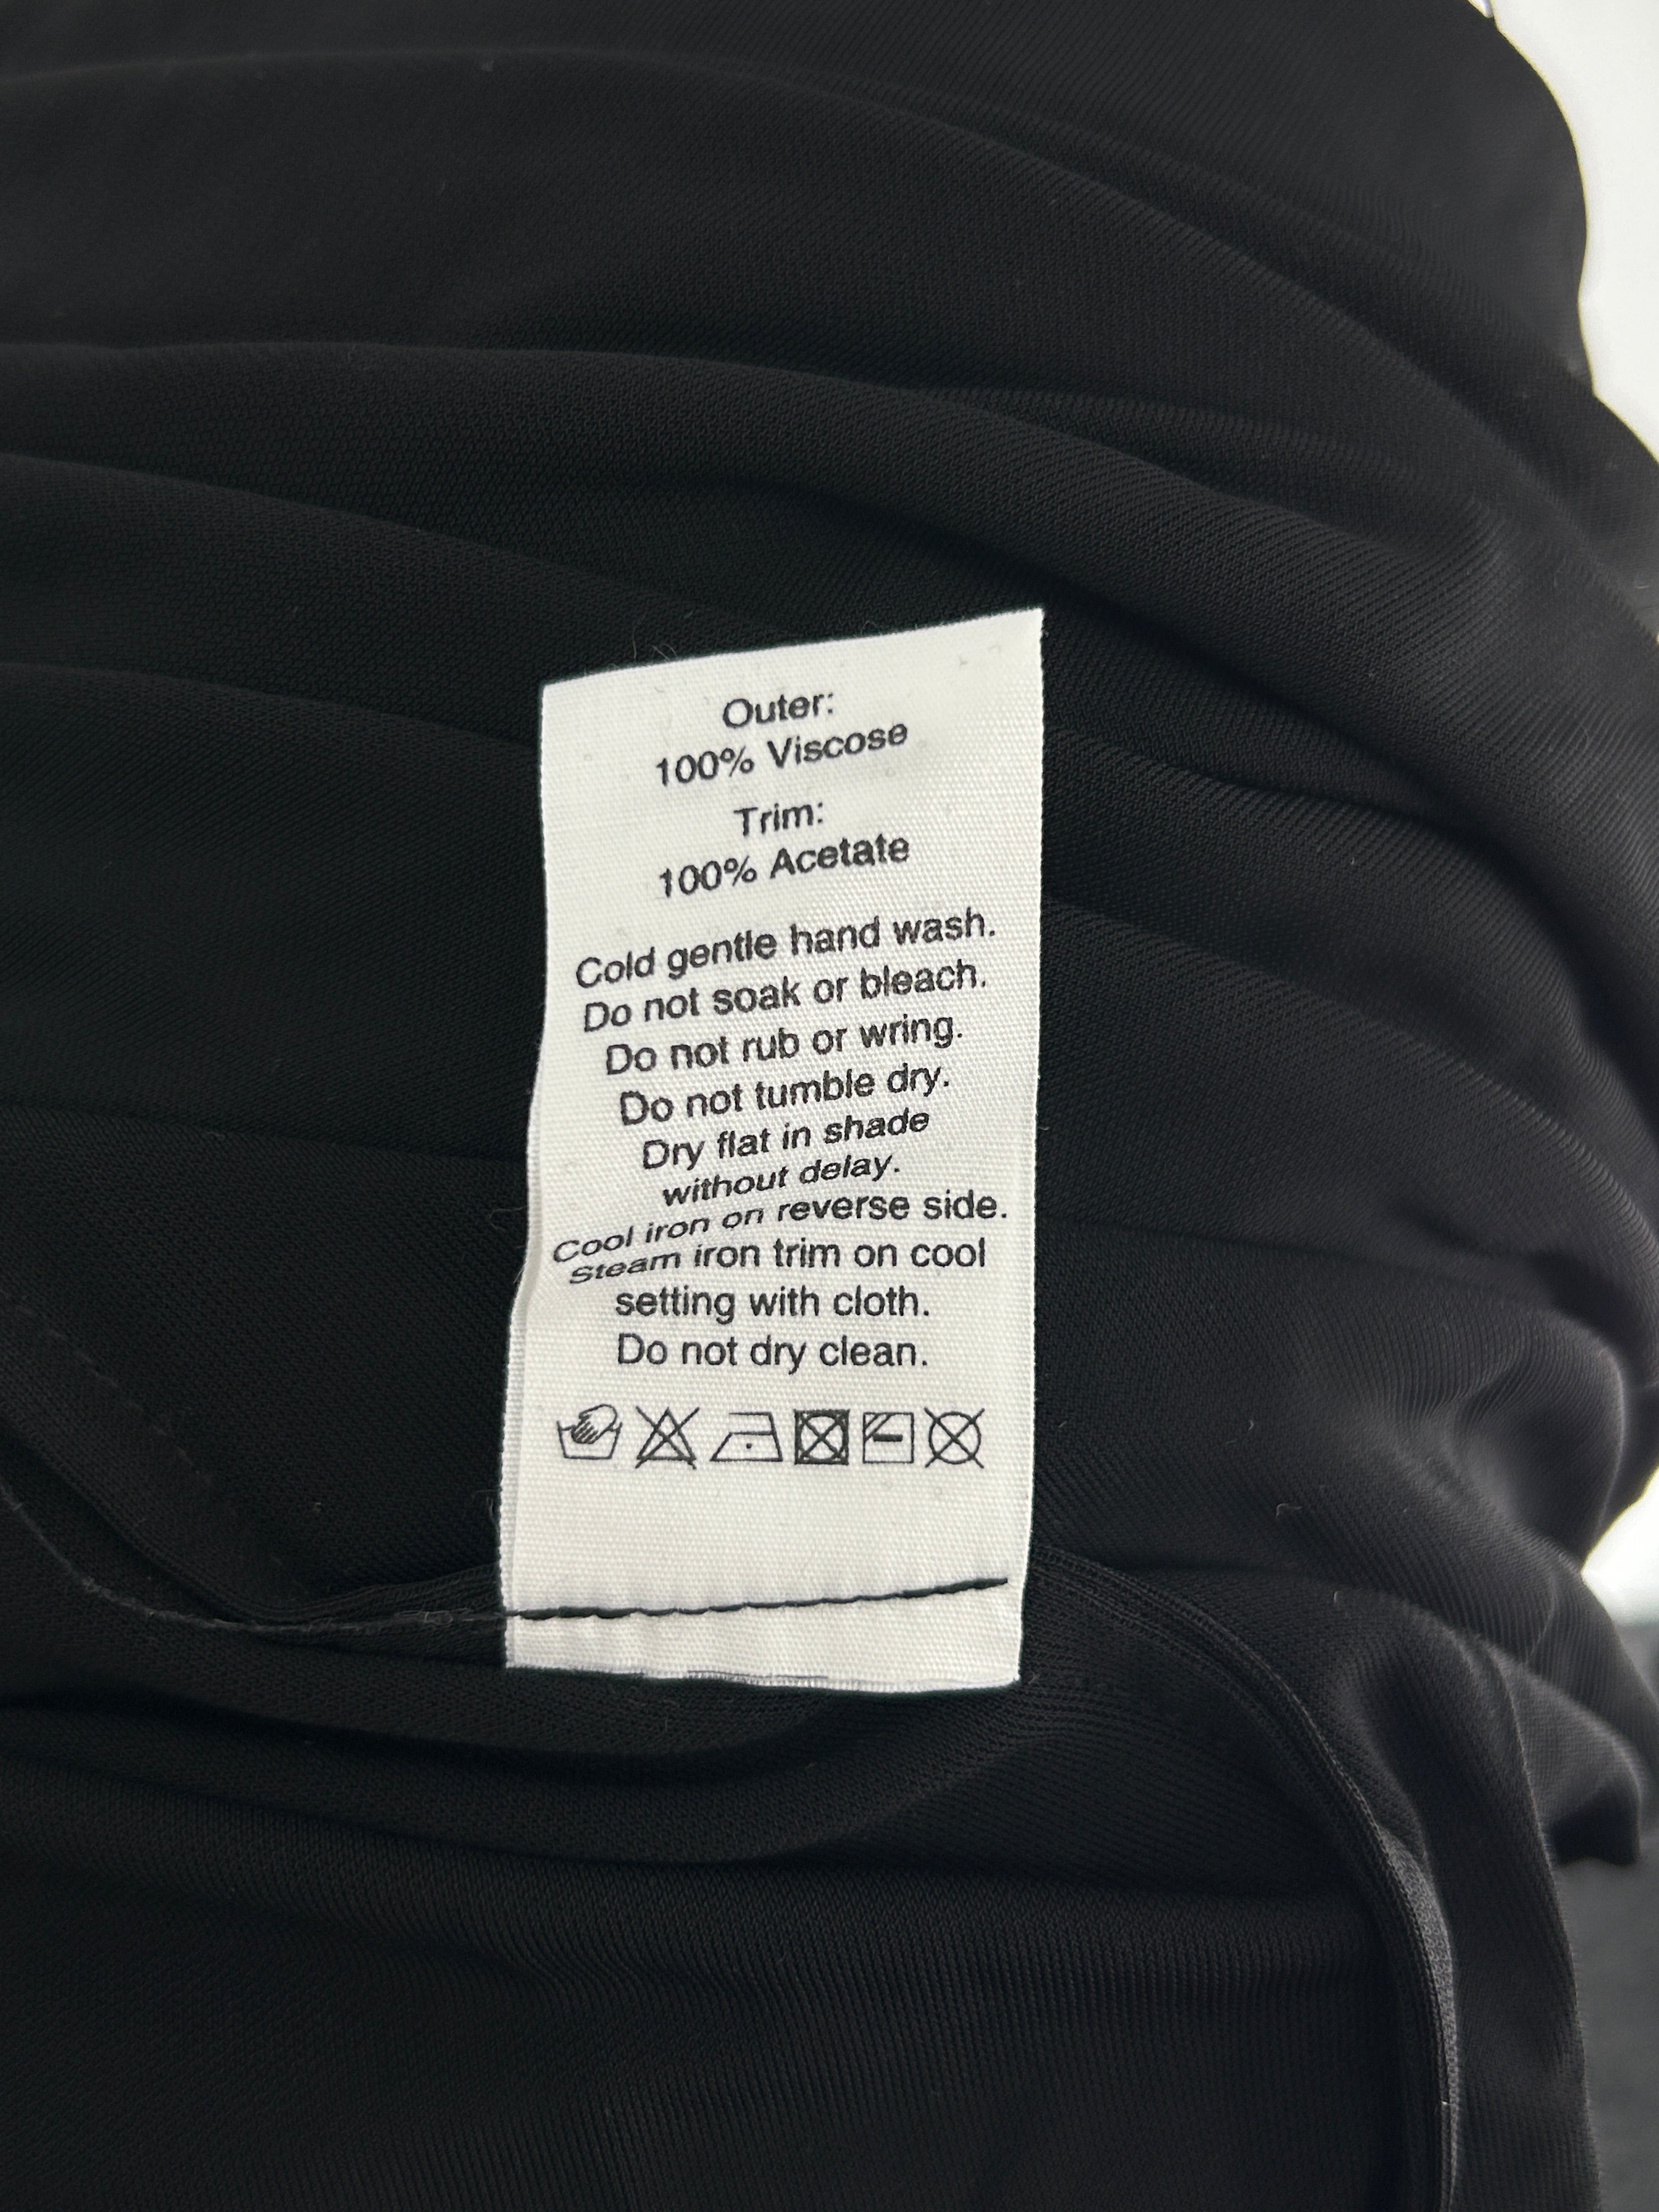 Outer:
100% Viscose
Trim:
100% Acetate
Cold gentle hand wash.
Do not soak or bleach.
Do not rub or wring.
Do not tumble dry.
Dry flat in shade
without delay.
Cool iron on reverse side.
Steam iron trim on cool
setting with cloth.
Do not dry clean.